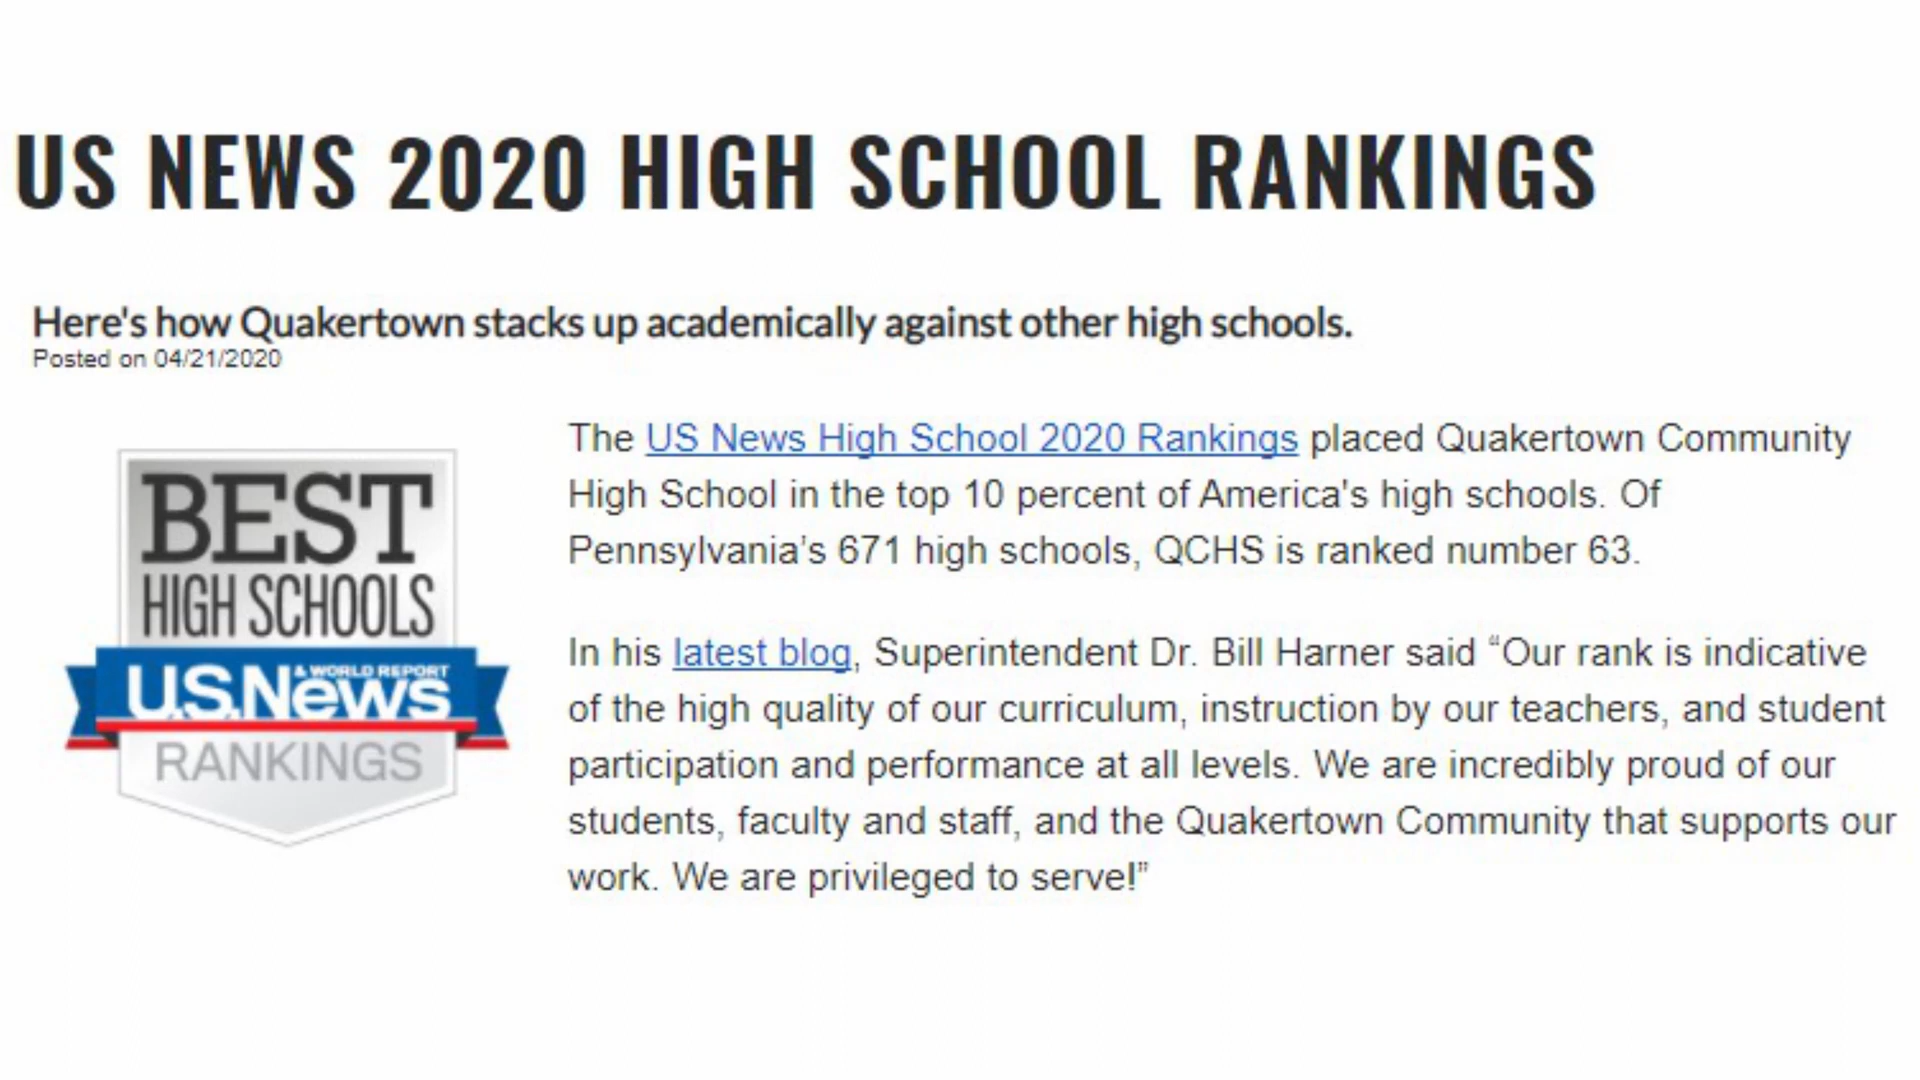 US NEWS 2020 HIGH SCHOOL RANKINGS
Here's how Quakertown stacks up academically against other high schools.
Posted on 04/21/2020
BEST
HIGH SCHOOLS
& WORLD REPORT
U.S.News
RANKINGS
The US News High School 2020 Rankings placed Quakertown Community
High School in the top 10 percent of America's high schools. Of
Pennsylvania's 671 high schools, QCHS is ranked number 63.
In his latest blog, Superintendent Dr. Bill Harner said “Our rank is indicative
of the high quality of our curriculum, instruction by our teachers, and student
participation and performance at all levels. We are incredibly proud of our
students, faculty and staff, and the Quakertown Community that supports our
work. We are privileged to serve!”